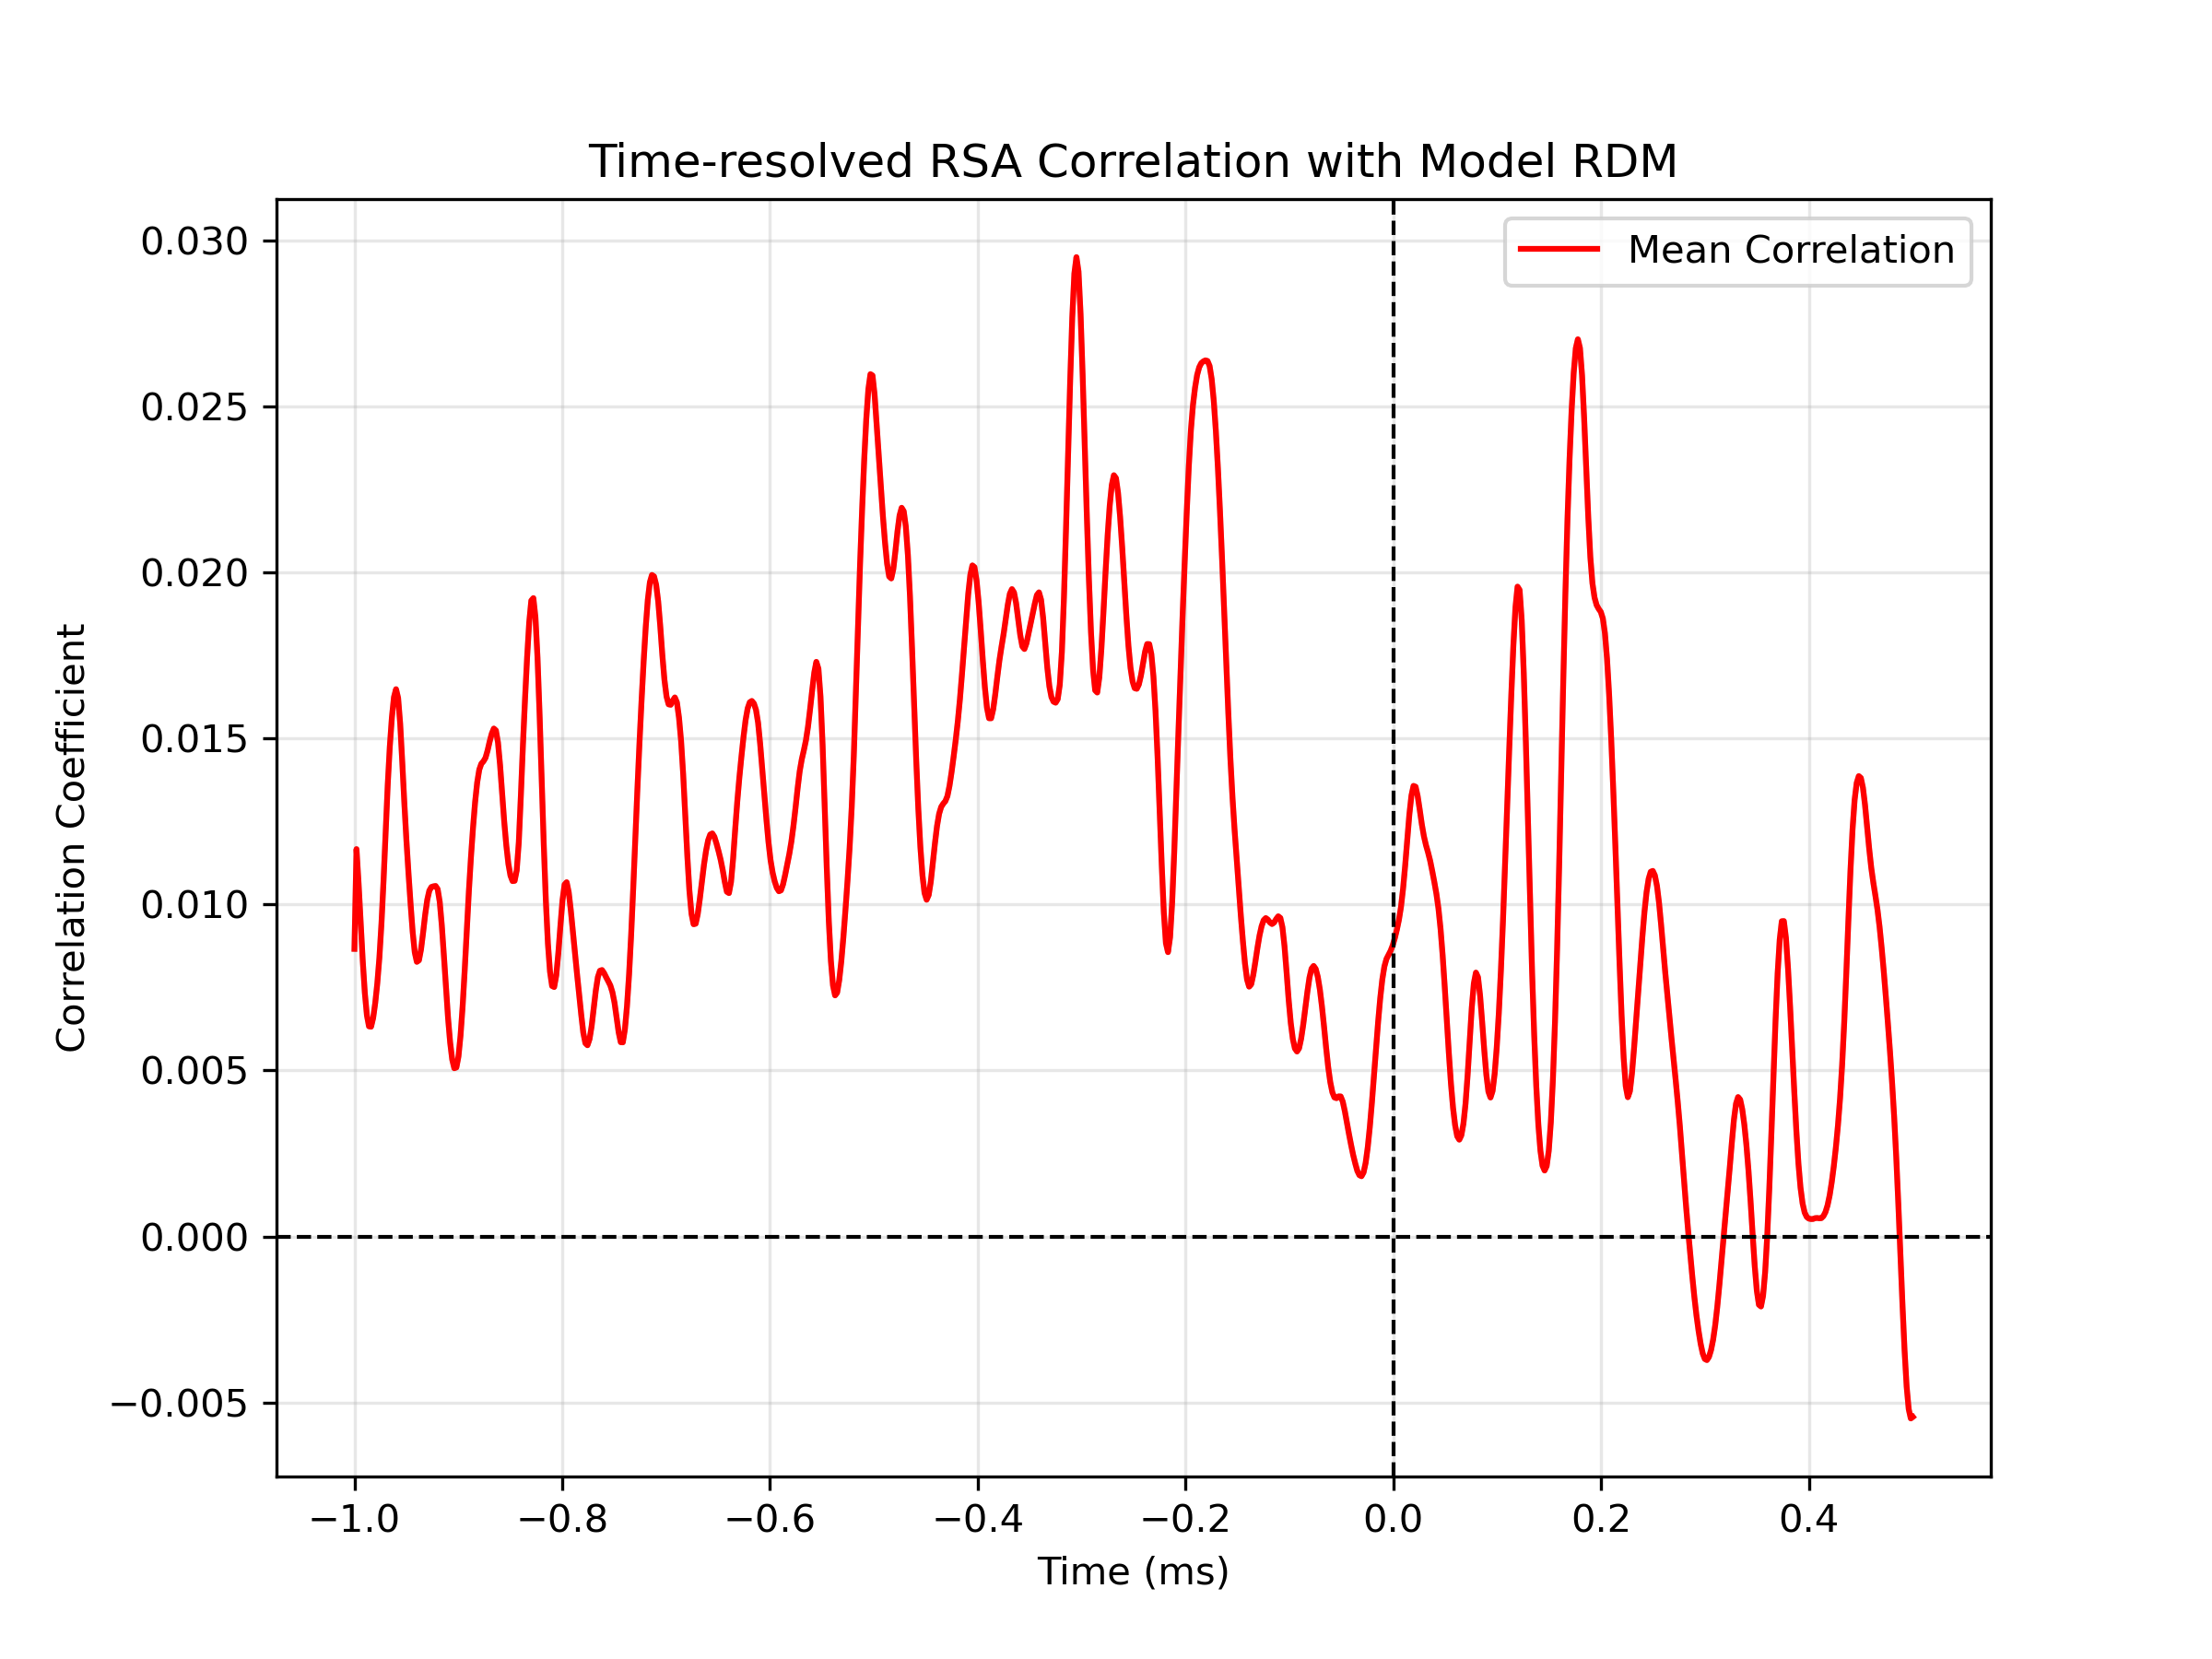 Time-resolved RSA Correlation with Model RDM
Mean Correlation
Correlation Coefficient
0.030
0.025
0.020
0.015
0.010
0.005
0.000
−0.005
−1.0 −0.8 −0.6 −0.4 −0.2 0.0 0.2 0.4
Time (ms)